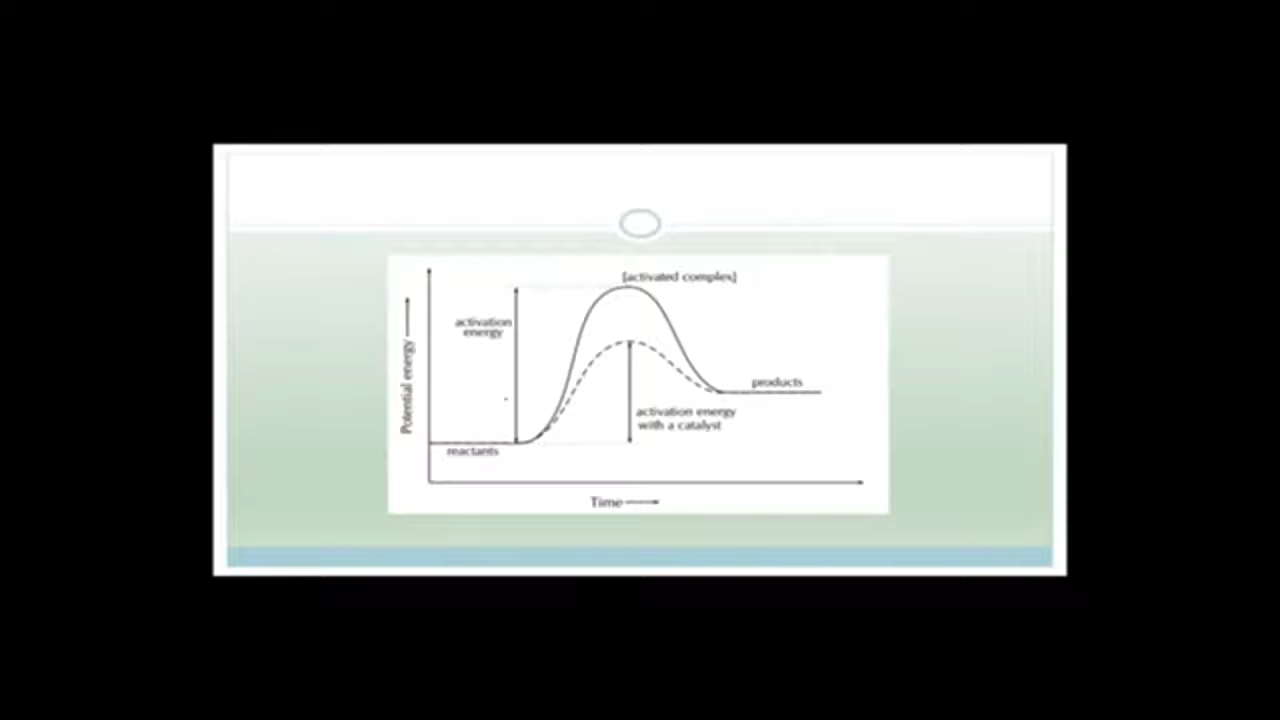 [activated complex]
activation
energy
Potential energy
products
activation energy
with a catalyst
reactants
Time